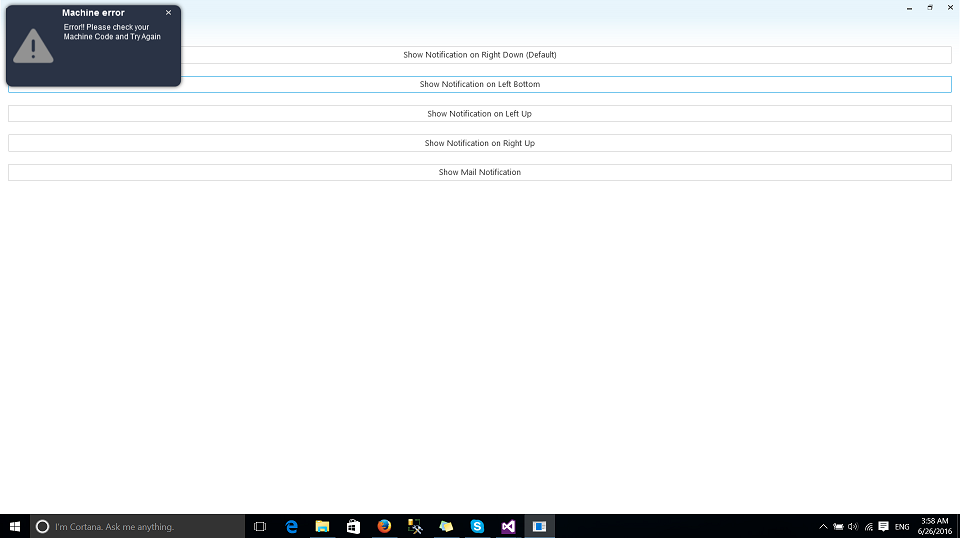 Machine error
Error!! Please check your
Machine Code and Try Again
Show Notification on Right Down (Default)
Show Notification on Left Bottom
Show Notification on Left Up
Show Notification on Right Up
Show Mail Notification
I'm Cortana. Ask me anything.
ENG
3:58 AM
6/26/2016